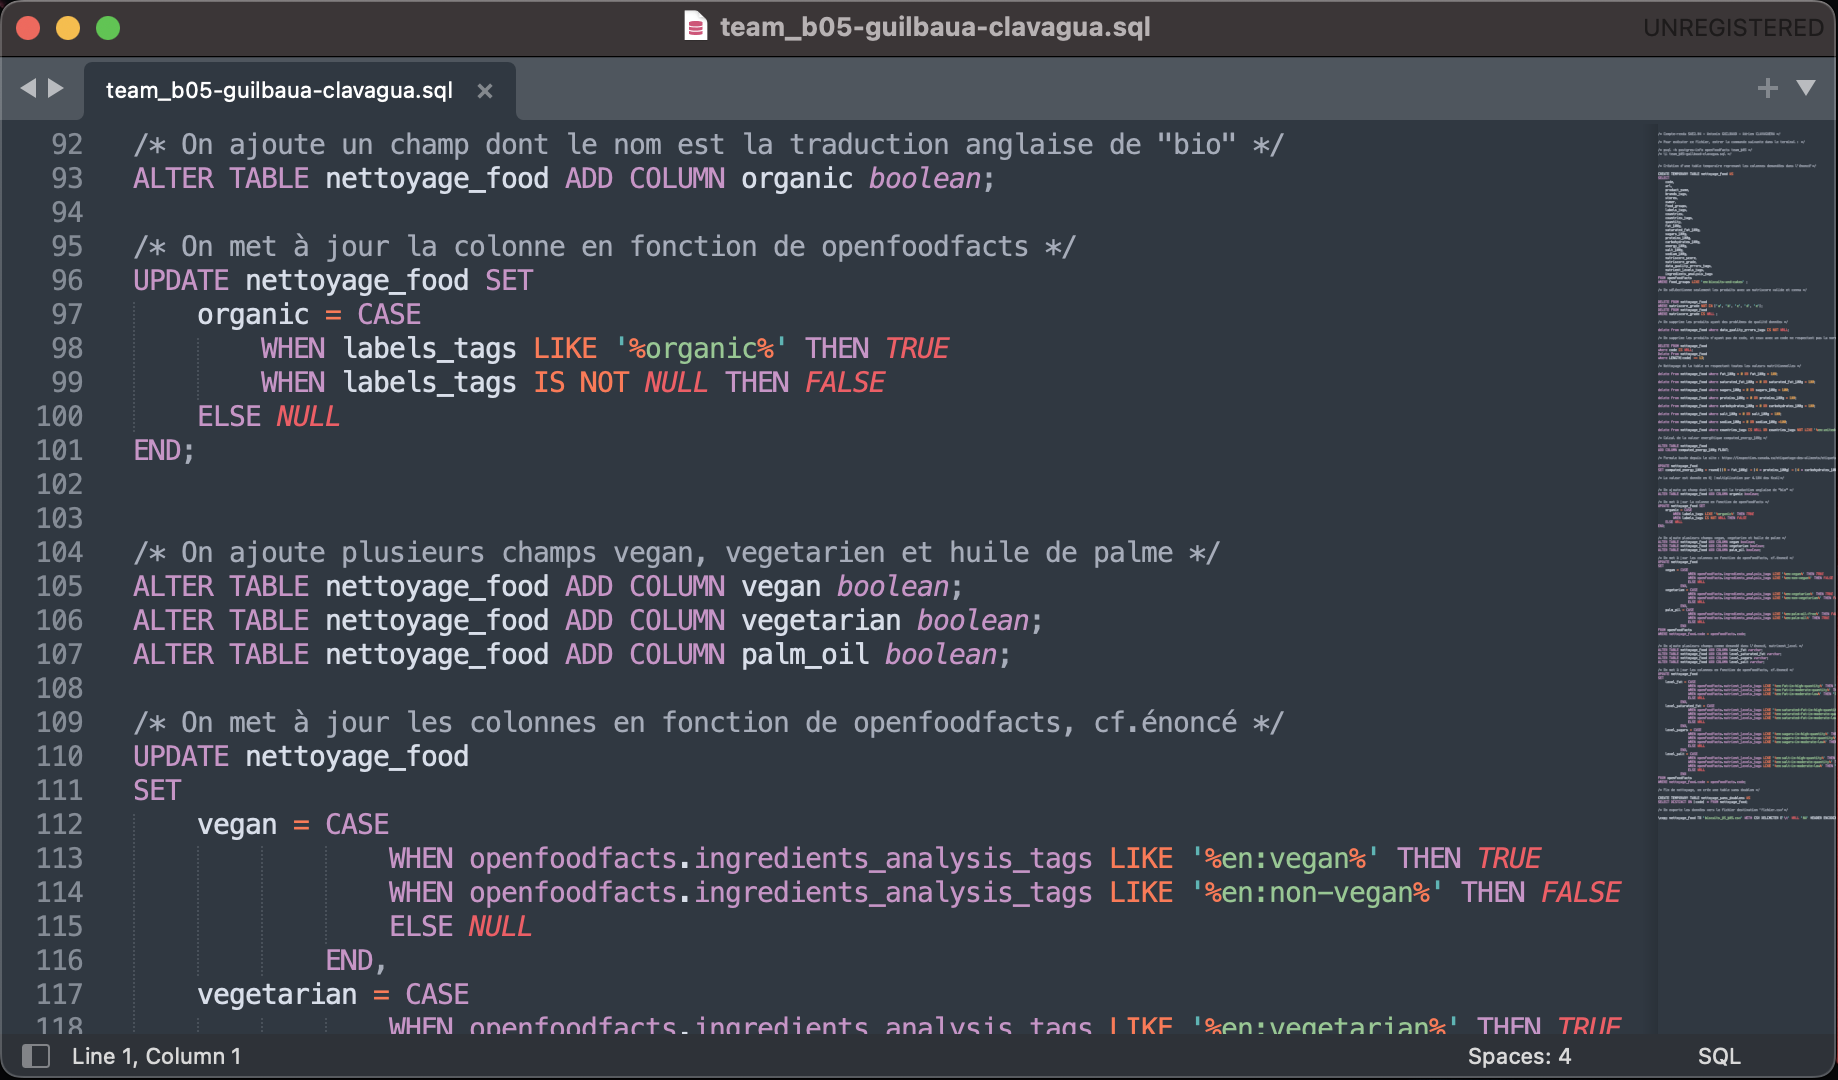 team_b05-guilbaua-clavagua.sql
UNREGISTERED
team_b05-guilbaua-clavagua.sql
92 /* On ajoute un champ dont le nom est la traduction anglaise de "bio" */
93 ALTER TABLE nettoyage_food ADD COLUMN organic boolean;
94
95 /* On met à jour la colonne en fonction de openfoodfacts */
96 UPDATE nettoyage_food SET
97 organic = CASE
98 WHEN labels_tags LIKE '%organic%' THEN TRUE
99 WHEN labels_tags IS NOT NULL THEN FALSE
100 ELSE NULL
101 END;
102
103
104 /* On ajoute plusieurs champs vegan, vegetarien et huile de palme */
105 ALTER TABLE nettoyage_food ADD COLUMN vegan boolean;
106 ALTER TABLE nettoyage_food ADD COLUMN vegetarian boolean;
107 ALTER TABLE nettoyage_food ADD COLUMN palm_oil boolean;
108
109 /* On met à jour les colonnes en fonction de openfoodfacts, cf.énoncé */
110 UPDATE nettoyage_food
111 SET
112 vegan = CASE
113 WHEN openfoodfacts.ingredients_analysis_tags LIKE '%en:vegan%' THEN TRUE
114 WHEN openfoodfacts.ingredients_analysis_tags LIKE '%en:non-vegan%' THEN FALSE
115 ELSE NULL
116 END,
117 vegetarian = CASE
118 WHEN openfoodfacts.ingredients_analysis_tags LIKE '%en:vegetarian%' THEN TRUE
Line 1, Column 1
Spaces: 4
SQL